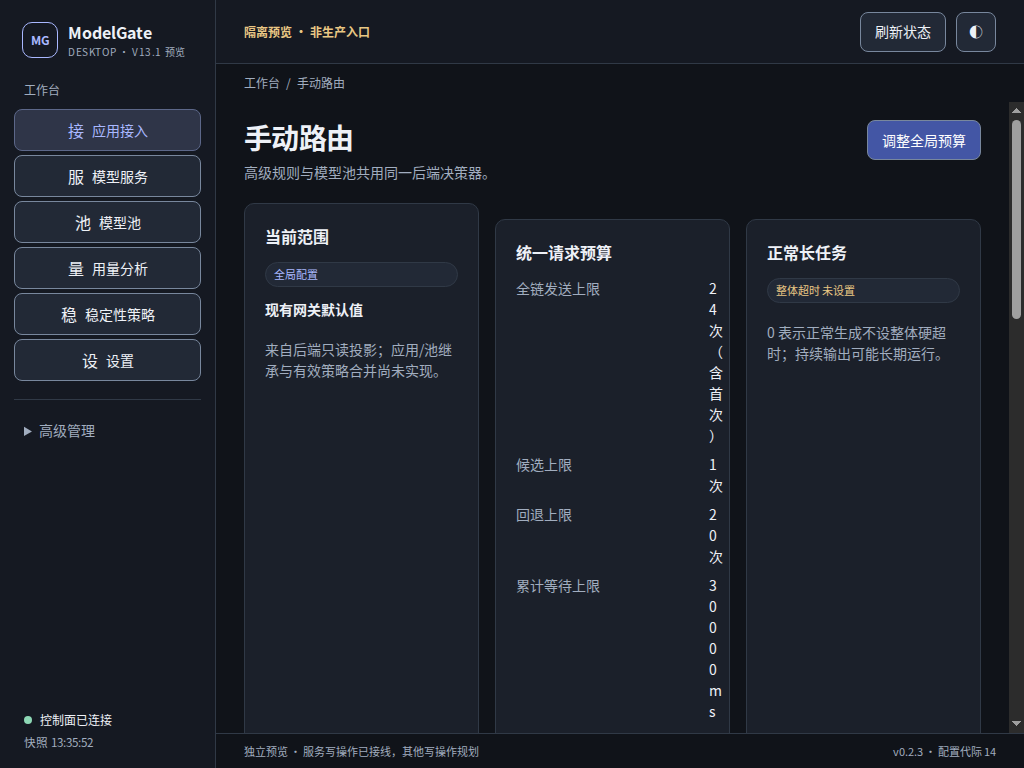 MG
ModelGate
DESKTOP · V13.1 预览
工作台
接 应用接入
服 模型服务
池 模型池
量 用量分析
稳 稳定性策略
设 设置
▶ 高级管理
控制面已连接
快照 13:35:52
隔离预览 · 非生产入口
刷新状态
工作台 / 手动路由
手动路由
高级规则与模型池共用同一后端决策器。
调整全局预算
当前范围
全局配置
现有网关默认值
来自后端只读投影；应用/池继
承与有效策略合并尚未实现。
统一请求预算
全链发送上限
2
4
次
（
含
首
次
）
候选上限
1
次
回退上限
2
0
次
累计等待上限
3
0
0
0
0
m
s
正常长任务
整体超时 未设置
0 表示正常生成不设整体硬超
时；持续输出可能长期运行。
独立预览 · 服务写操作已接线，其他写操作规划
v0.2.3 · 配置代际 14